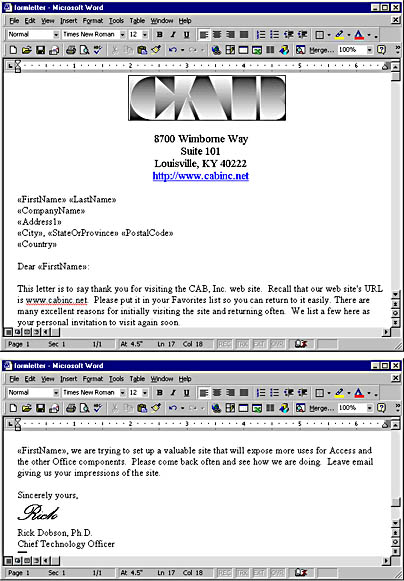 formletter - Microsoft Word
File Edit View Insert Format Tools Table Window Help
Normal Times New Roman 12 B I U
Merge... 100%
CAB
8700 Wimborne Way
Suite 101
Louisville, KY 40222
http://www.cabinc.net
«FirstName» «LastName»
«CompanyName»
«Address1»
«City», «StateOrProvince» «PostalCode»
«Country»
Dear «FirstName»:
This letter is to say thank you for visiting the CAB, Inc. web site. Recall that our web site's URL
is www.cabinc.net. Please put it in your Favorites list so you can return to it easily. There are
many excellent reasons for initially visiting the site and returning often. We list a few here as
your personal invitation to visit again soon.
Page 1 Sec 1 1/1 At 4.5" Ln 17 Col 18 REC TRK EXT OVR
formletter - Microsoft Word
File Edit View Insert Format Tools Table Window Help
Normal Times New Roman 12 B I U
Merge... 100%
«FirstName», we are trying to set up a valuable site that will expose more uses for Access and
the other Office components. Please come back often and see how we are doing. Leave email
giving us your impressions of the site.
Sincerely yours,
Rick
Rick Dobson, Ph.D.
Chief Technology Officer
Page 1 Sec 1 1/1 At 4.5" Ln 17 Col 18 REC TRK EXT OVR